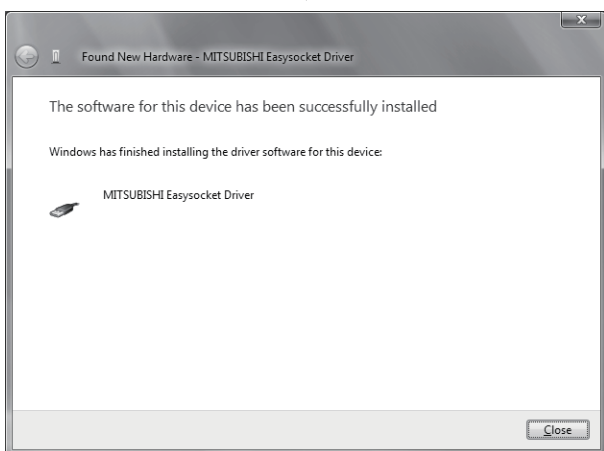 Found New Hardware - MITSUBISHI Easysocket Driver
The software for this device has been successfully installed
Windows has finished installing the driver software for this device:
MITSUBISHI Easysocket Driver
Close